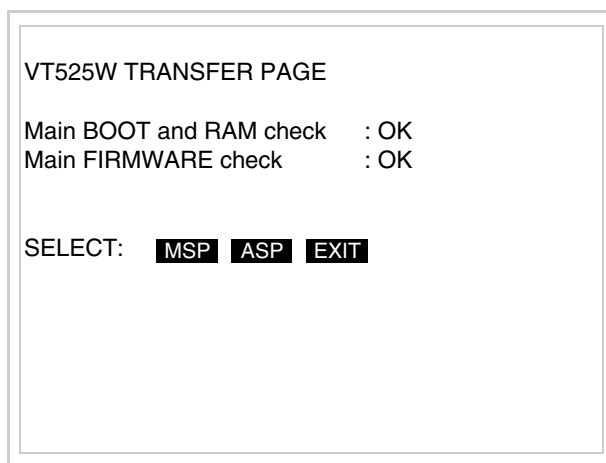 VT525W TRANSFER PAGE
Main BOOT and RAM check : OK
Main FIRMWARE check : OK
SELECT: MSP ASP EXIT